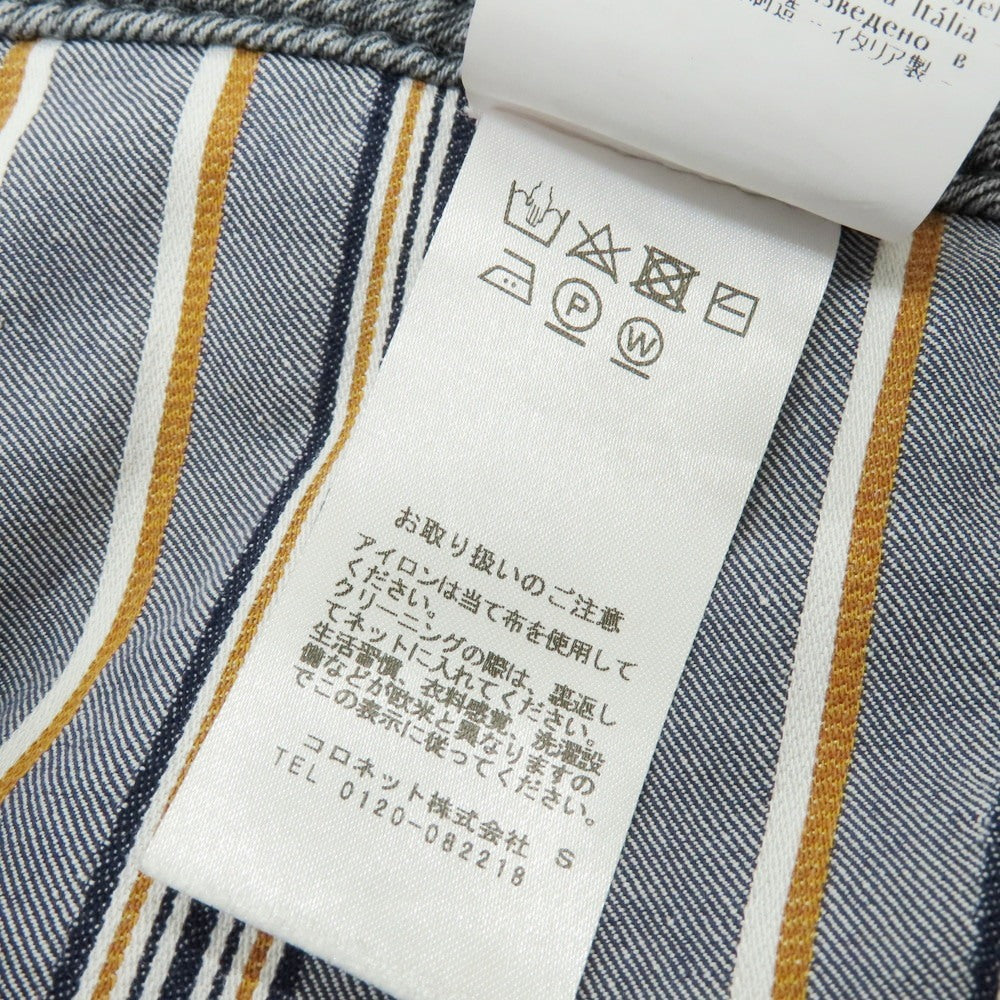 изведено в
a Itália
制造 - イタリア製 -
P
W
お取り扱いのご注意
アイロンは当て布を使用して
ください。
クリーニングの際は、裏返し
てネットに入れてください。
生活習慣、衣料感覚、洗濯設
備などが欧米と異なりますの
でこの表示に従ってください。
コロネット株式会社 S
TEL 0120-082218